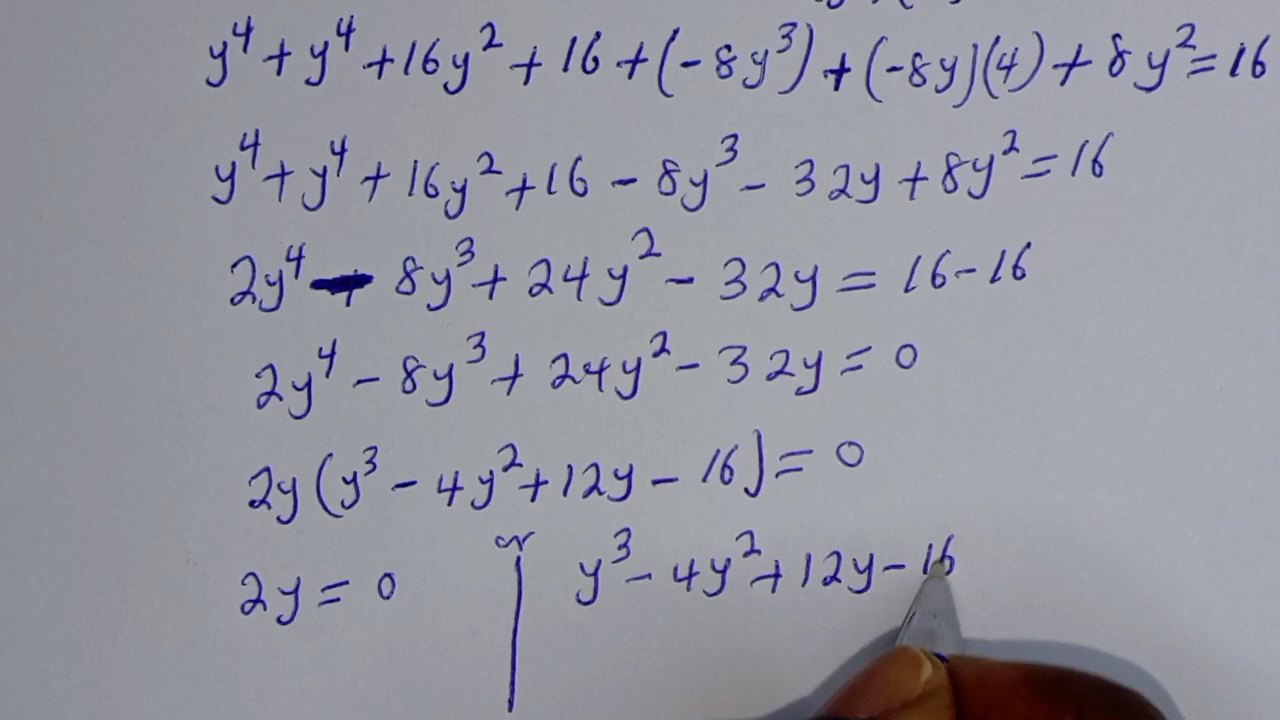 y⁴ + y⁴ + 16y² + 16 + (-8y³) + (-8y)(4) + 8y² = 16
y⁴ + y⁴ + 16y² + 16 - 8y³ - 32y + 8y² = 16
2y⁴ - 8y³ + 24y² - 32y = 16 - 16
2y⁴ - 8y³ + 24y² - 32y = 0
2y(y³ - 4y² + 12y - 16) = 0
2y = 0 or y³ - 4y² + 12y - 16